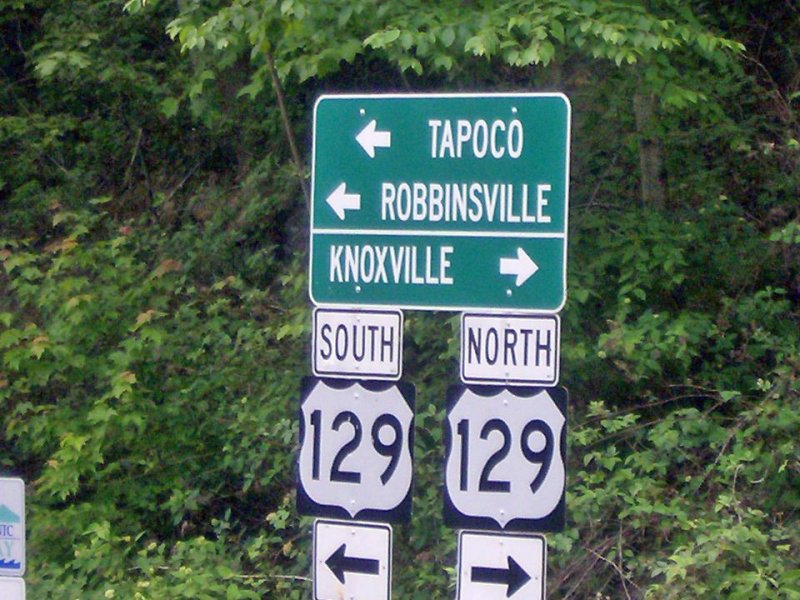 TAPOCO
ROBBINSVILLE
KNOXVILLE
SOUTH NORTH
129 129